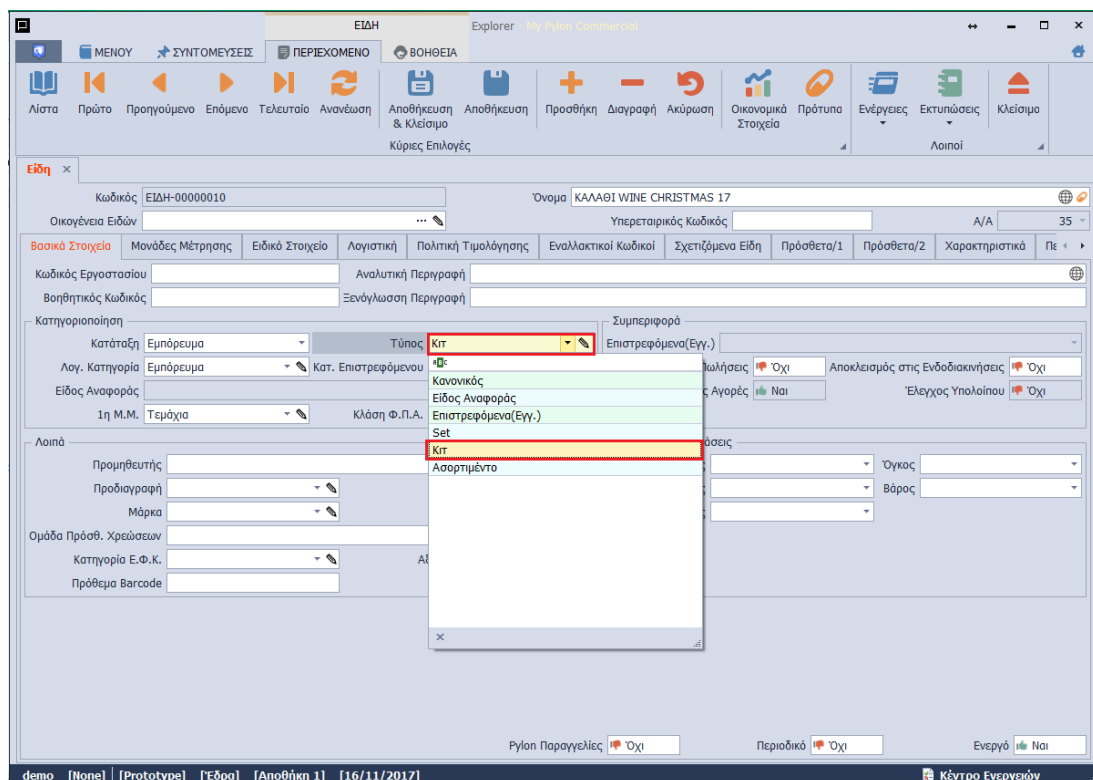 ΕΙΔΗ Explorer - My Pylon Commercial
ΜΕΝΟΥ ΣΥΝΤΟΜΕΥΣΕΙΣ ΠΕΡΙΕΧΟΜΕΝΟ ΒΟΗΘΕΙΑ
Λίστα Πρώτο Προηγούμενο Επόμενο Τελευταίο Ανανέωση Αποθήκευση Αποθήκευση Προσθήκη Διαγραφή Ακύρωση Οικονομικά Πρότυπα Ενέργειες Εκτυπώσεις Κλείσιμο
& Κλείσιμο Στοιχεία
Κύριες Επιλογές Λοιποί
Είδη
Κωδικός ΕΙΔΗ-00000010 Όνομα ΚΑΛΑΘΙ WINE CHRISTMAS 17
Οικογένεια Ειδών Υπερεταιρικός Κωδικός Α/Α 35
Βασικά Στοιχεία Μονάδες Μέτρησης Ειδικό Στοιχείο Λογιστική Πολιτική Τιμολόγησης Εναλλακτικοί Κωδικοί Σχετιζόμενα Είδη Πρόσθετα/1 Πρόσθετα/2 Χαρακτηριστικά Πε
Κωδικός Εργοστασίου Αναλυτική Περιγραφή
Βοηθητικός Κωδικός Ξενόγλωσση Περιγραφή
Κατηγοριοποίηση Συμπεριφορά
Κατάταξη Εμπόρευμα Τύπος Κιτ Επιστρεφόμενα(Εγγ.)
Λογ. Κατηγορία Εμπόρευμα Κατ. Επιστρεφόμενου Πωλήσεις Όχι Αποκλεισμός στις Ενδοδιακινήσεις Όχι
Κανονικός
Είδος Αναφοράς Είδος Αναφοράς ς Αγορές Ναι Έλεγχος Υπολοίπου Όχι
1η Μ.Μ. Τεμάχια Κλάση Φ.Π.Α. Επιστρεφόμενα(Εγγ.)
Set
Λοιπά Κιτ άσεις
Προμηθευτής Ασορτιμέντο Όγκος
Προδιαγραφή Βάρος
Μάρκα
Ομάδα Πρόσθ. Χρεώσεων
Κατηγορία Ε.Φ.Κ.
Πρόθεμα Barcode
Pylon Παραγγελίες Όχι Περιοδικό Όχι Ενεργό Ναι
demo [None] [Prototype] [Έδρα] [Αποθήκη 1] [16/11/2017] Κέντρο Ενεργειών